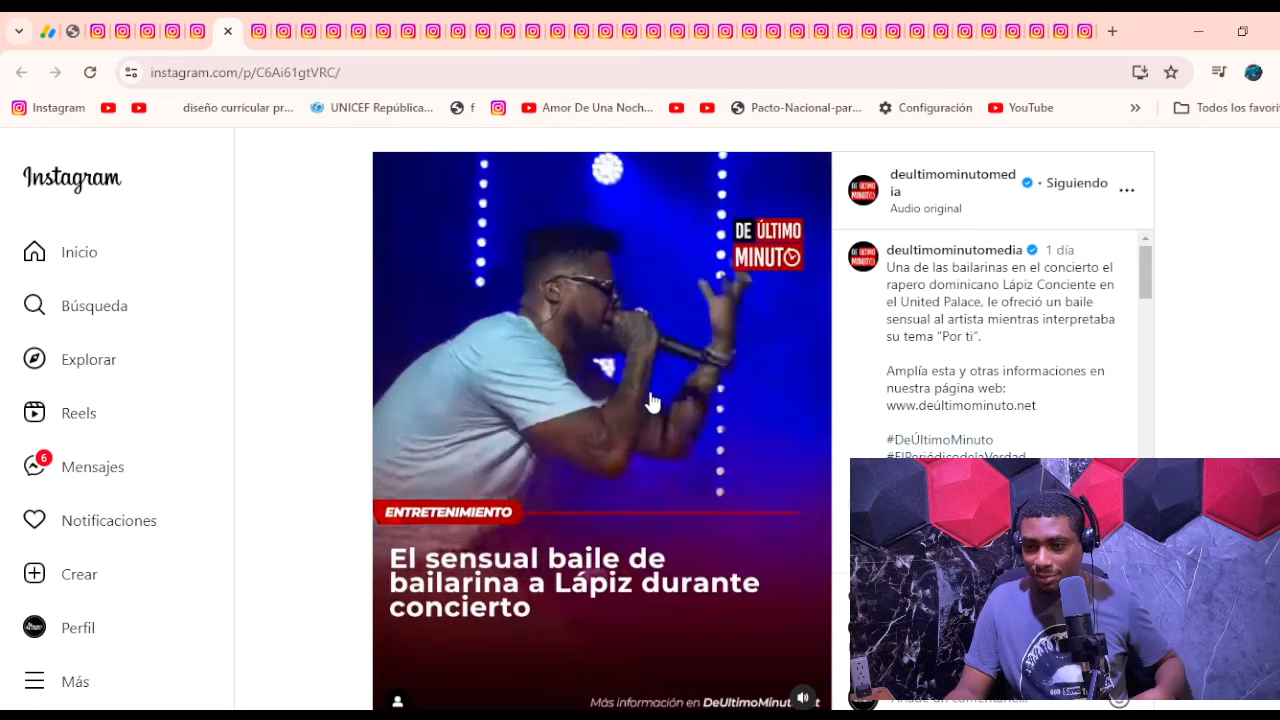 instagram.com/p/C6Ai61gtVRC/
Instagram
diseño curricular pr...
UNICEF República...
f
Amor De Una Noch...
Pacto-Nacional-par...
Configuración
YouTube
»
Todos los favori
Instagram
Inicio
Búsqueda
Explorar
Reels
6
Mensajes
Notificaciones
Crear
Perfil
Más
DE ÚLTIMO
MINUTO
ENTRETENIMIENTO
El sensual baile de
bailarina a Lápiz durante
concierto
Más información en DeUltimoMinut
deultimominutomed
ia
• Siguiendo
Audio original
deultimominutomedia 1 día
Una de las bailarinas en el concierto el
rapero dominicano Lápiz Conciente en
el United Palace, le ofreció un baile
sensual al artista mientras interpretaba
su tema “Por ti”.
Amplía esta y otras informaciones en
nuestra página web:
www.deúltimominuto.net
#DeÚltimoMinuto
#ElPeriódicodelaVerdad